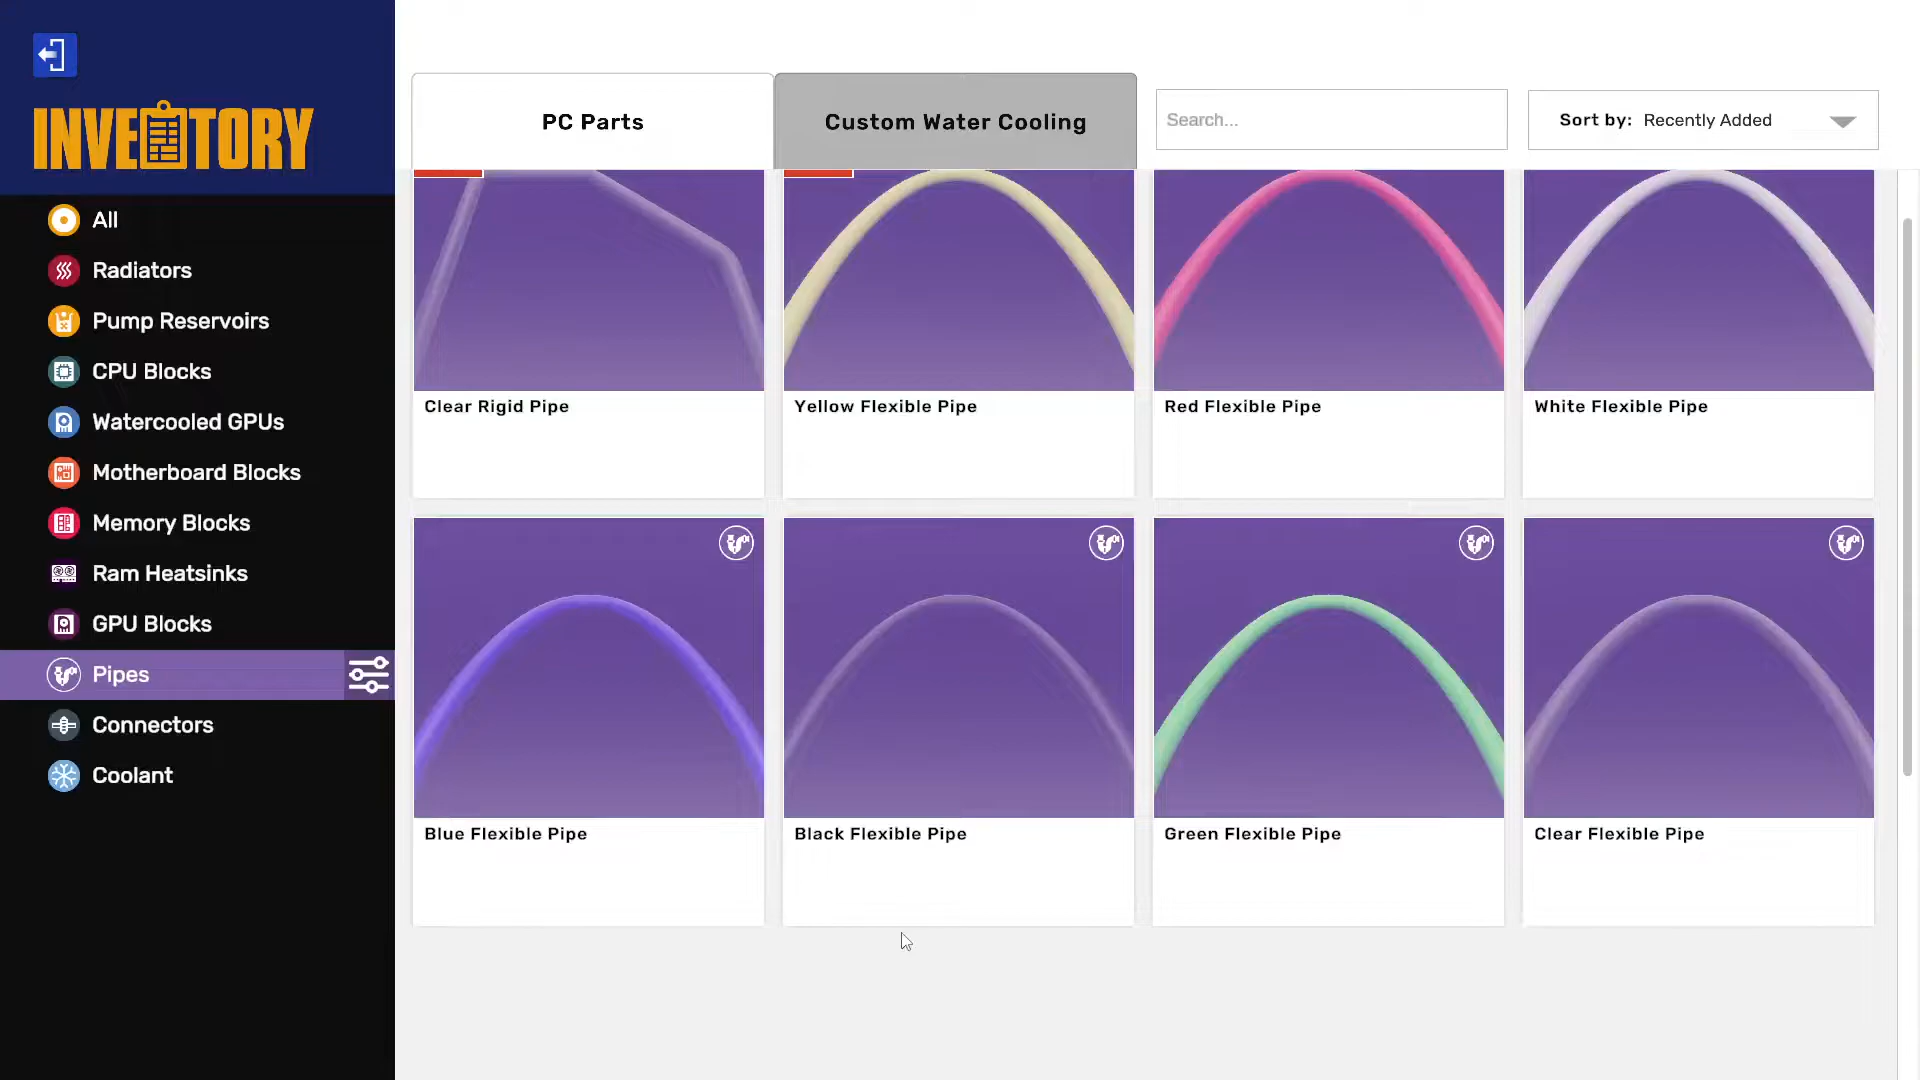 INVENTORY
PC Parts
Custom Water Cooling
Search...
Sort by: Recently Added
All
Radiators
Pump Reservoirs
CPU Blocks
Watercooled GPUs
Motherboard Blocks
Memory Blocks
Ram Heatsinks
GPU Blocks
Pipes
Connectors
Coolant
Clear Rigid Pipe
Yellow Flexible Pipe
Red Flexible Pipe
White Flexible Pipe
Blue Flexible Pipe
Black Flexible Pipe
Green Flexible Pipe
Clear Flexible Pipe